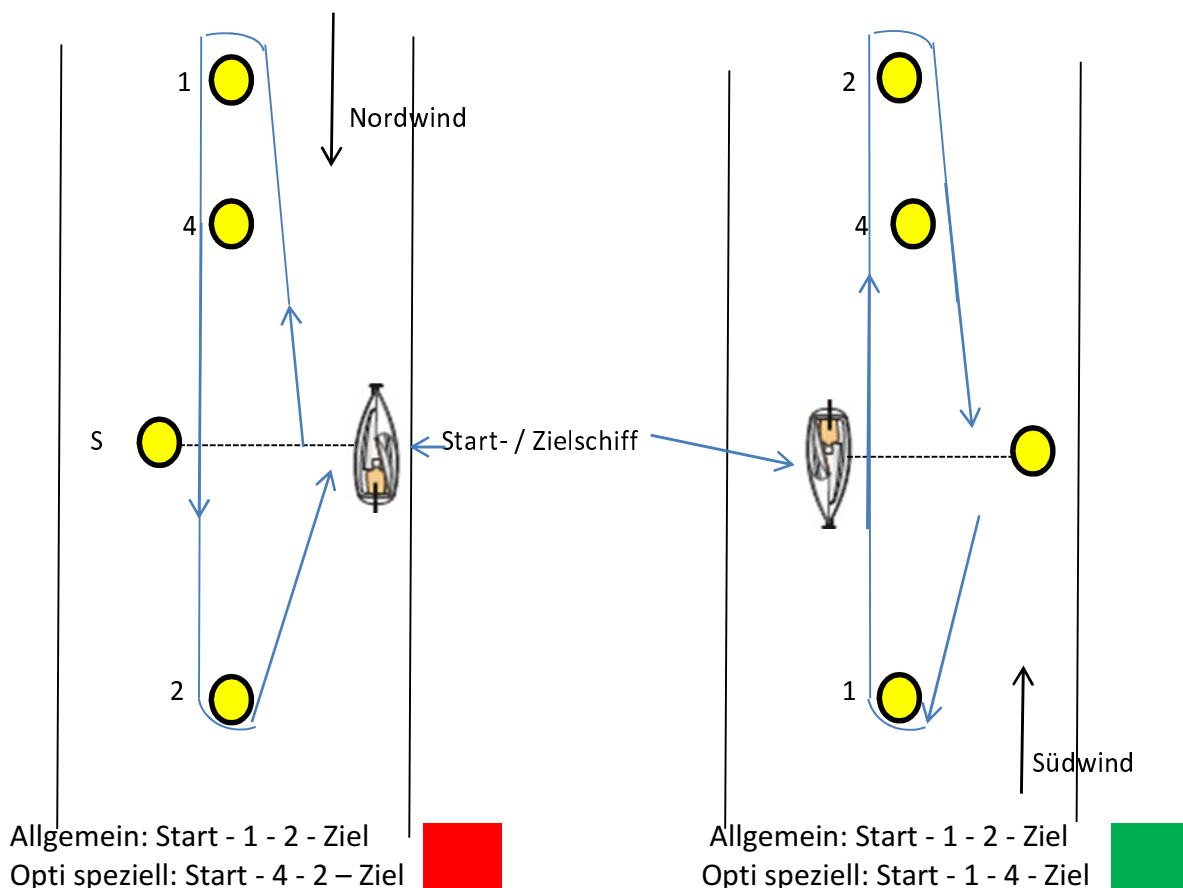 1
2
Nordwind
4
4
S
Start- / Zielschiff
2
1
Südwind
Allgemein: Start - 1 - 2 - Ziel
Allgemein: Start - 1 - 2 - Ziel
Opti speziell: Start - 4 - 2 – Ziel
Opti speziell: Start - 1 - 4 - Ziel